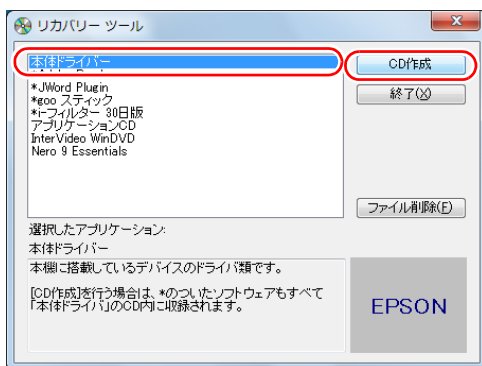 リカバリー ツール
本体ドライバー
CD作成
*JWord Plugin
終了(X)
*goo スティック
*i-フィルター 30日版
アプリケーションCD
InterVideo WinDVD
Nero 9 Essentials
ファイル削除(F)
選択したアプリケーション:
本体ドライバー
本機に搭載しているデバイスのドライバ類です。
[CD作成]を行う場合は、*のついたソフトウェアもすべて
「本体ドライバ」のCD内に収録されます。
EPSON